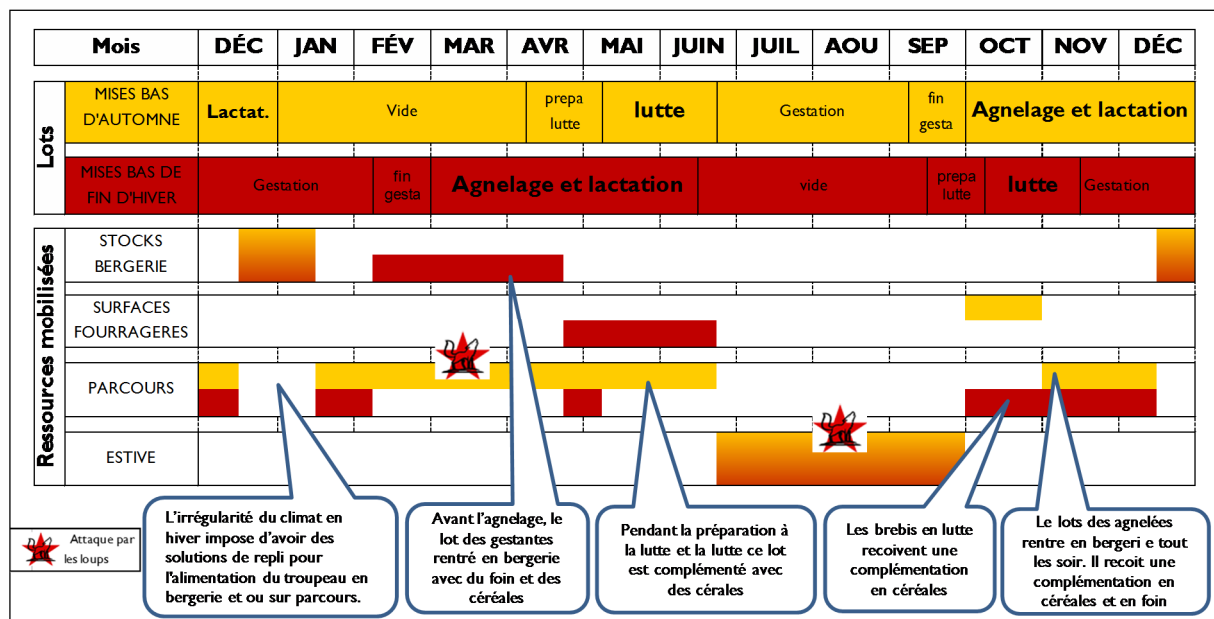 Mois DÉC JAN FÉV MAR AVR MAI JUIN JUIL AOU SEP OCT NOV DÉC
Lots
MISES BAS
D'AUTOMNE
Lactat. Vide
prepa
lutte
lutte
Gestation
fin
gesta
Agnelage et lactation
MISES BAS DE
FIN D'HIVER
Gestation
fin
gesta
Agnelage et lactation
vide
prepa
lutte
lutte
Gestation
Ressources mobilisées
STOCKS
BERGERIE
SURFACES
FOURRAGERES
PARCOURS
ESTIVE
Attaque par
les loups
L'irrégularité du climat en
hiver impose d'avoir des
solutions de repli pour
l'alimentation du troupeau en
bergerie et ou sur parcours.
Avant l'agnelage, le
lot des gestantes
rentré en bergerie
avec du foin et des
céréales
Pendant la préparation à
la lutte et la lutte ce lot
est complémenté avec
des cérales
Les brebis en lutte
recoivent une
complémentation
en céréales
Le lots des agnelées
rentre en bergeri e tout
les soir. Il recoit une
complémentation en
céréales et en foin